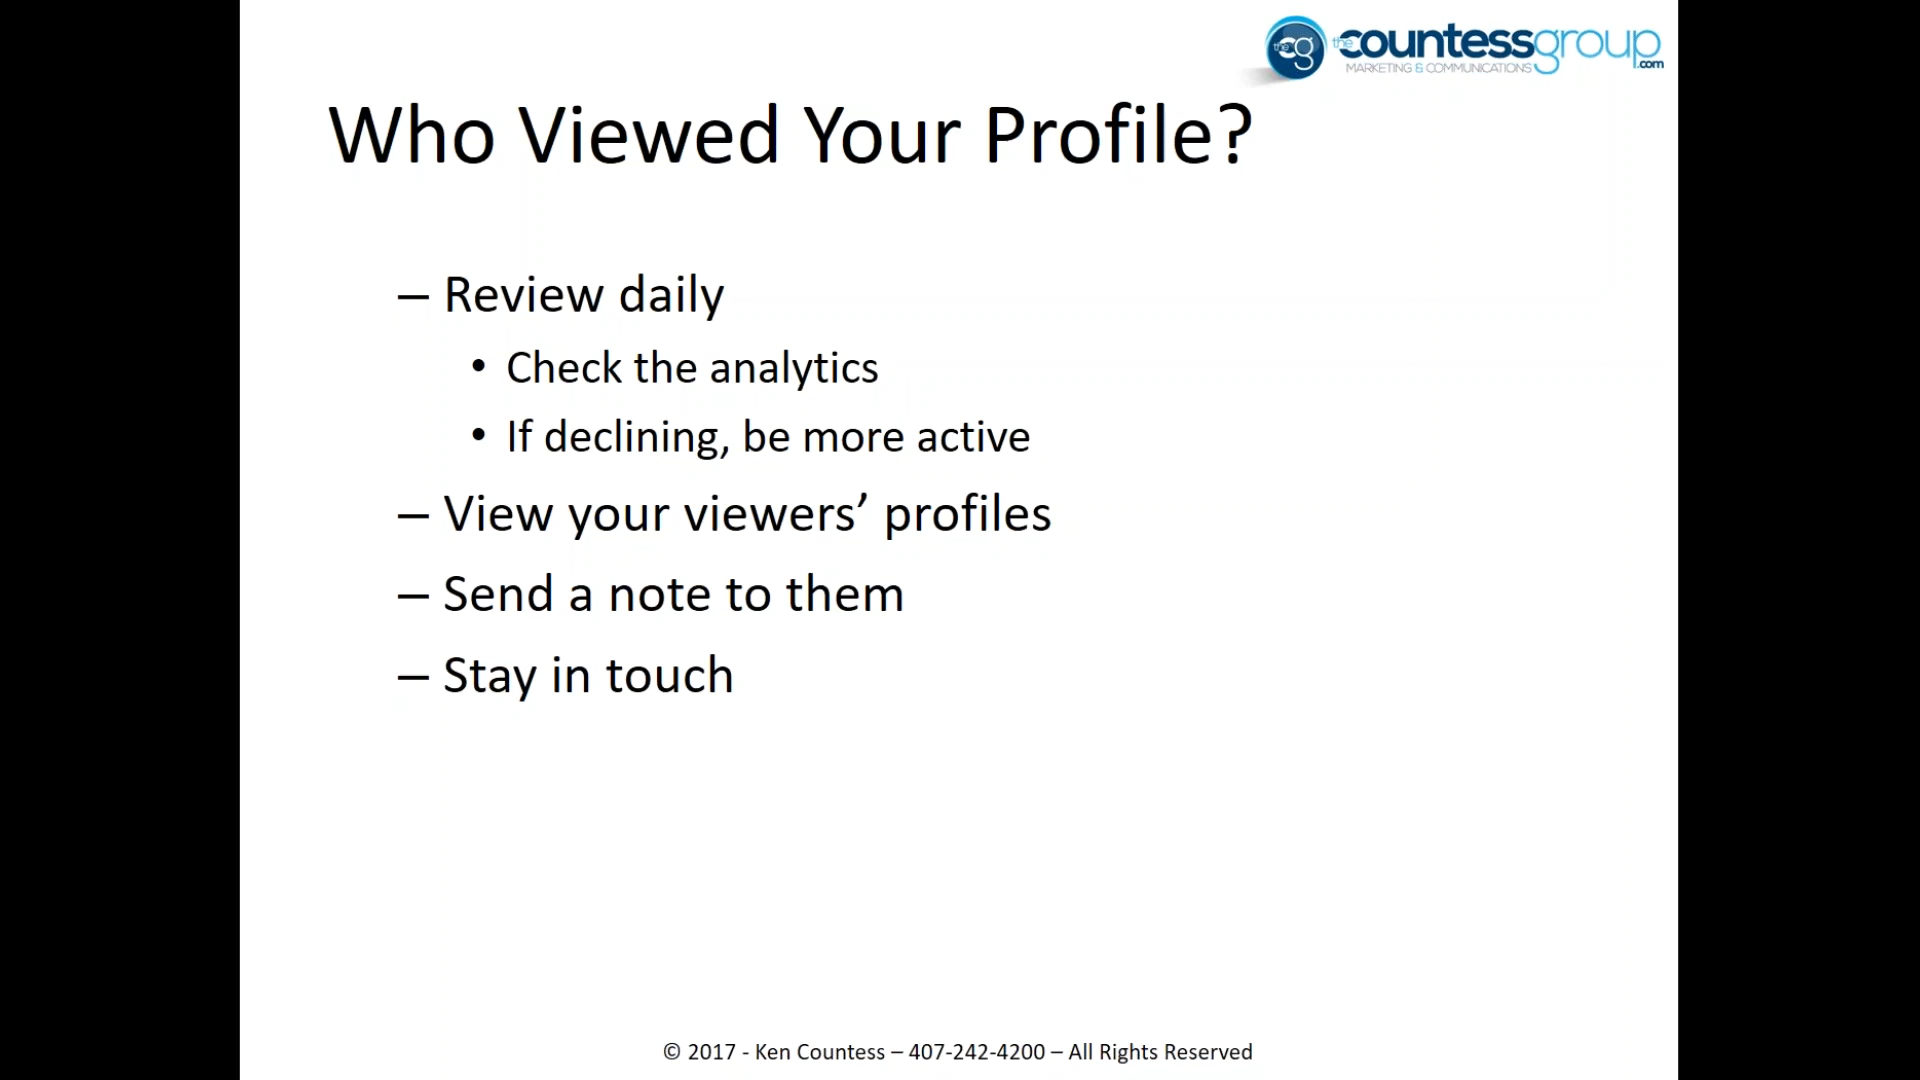 the cg the countessgroup.com
MARKETING & COMMUNICATIONS
Who Viewed Your Profile?
– Review daily
• Check the analytics
• If declining, be more active
– View your viewers’ profiles
– Send a note to them
– Stay in touch
© 2017 - Ken Countess – 407-242-4200 – All Rights Reserved